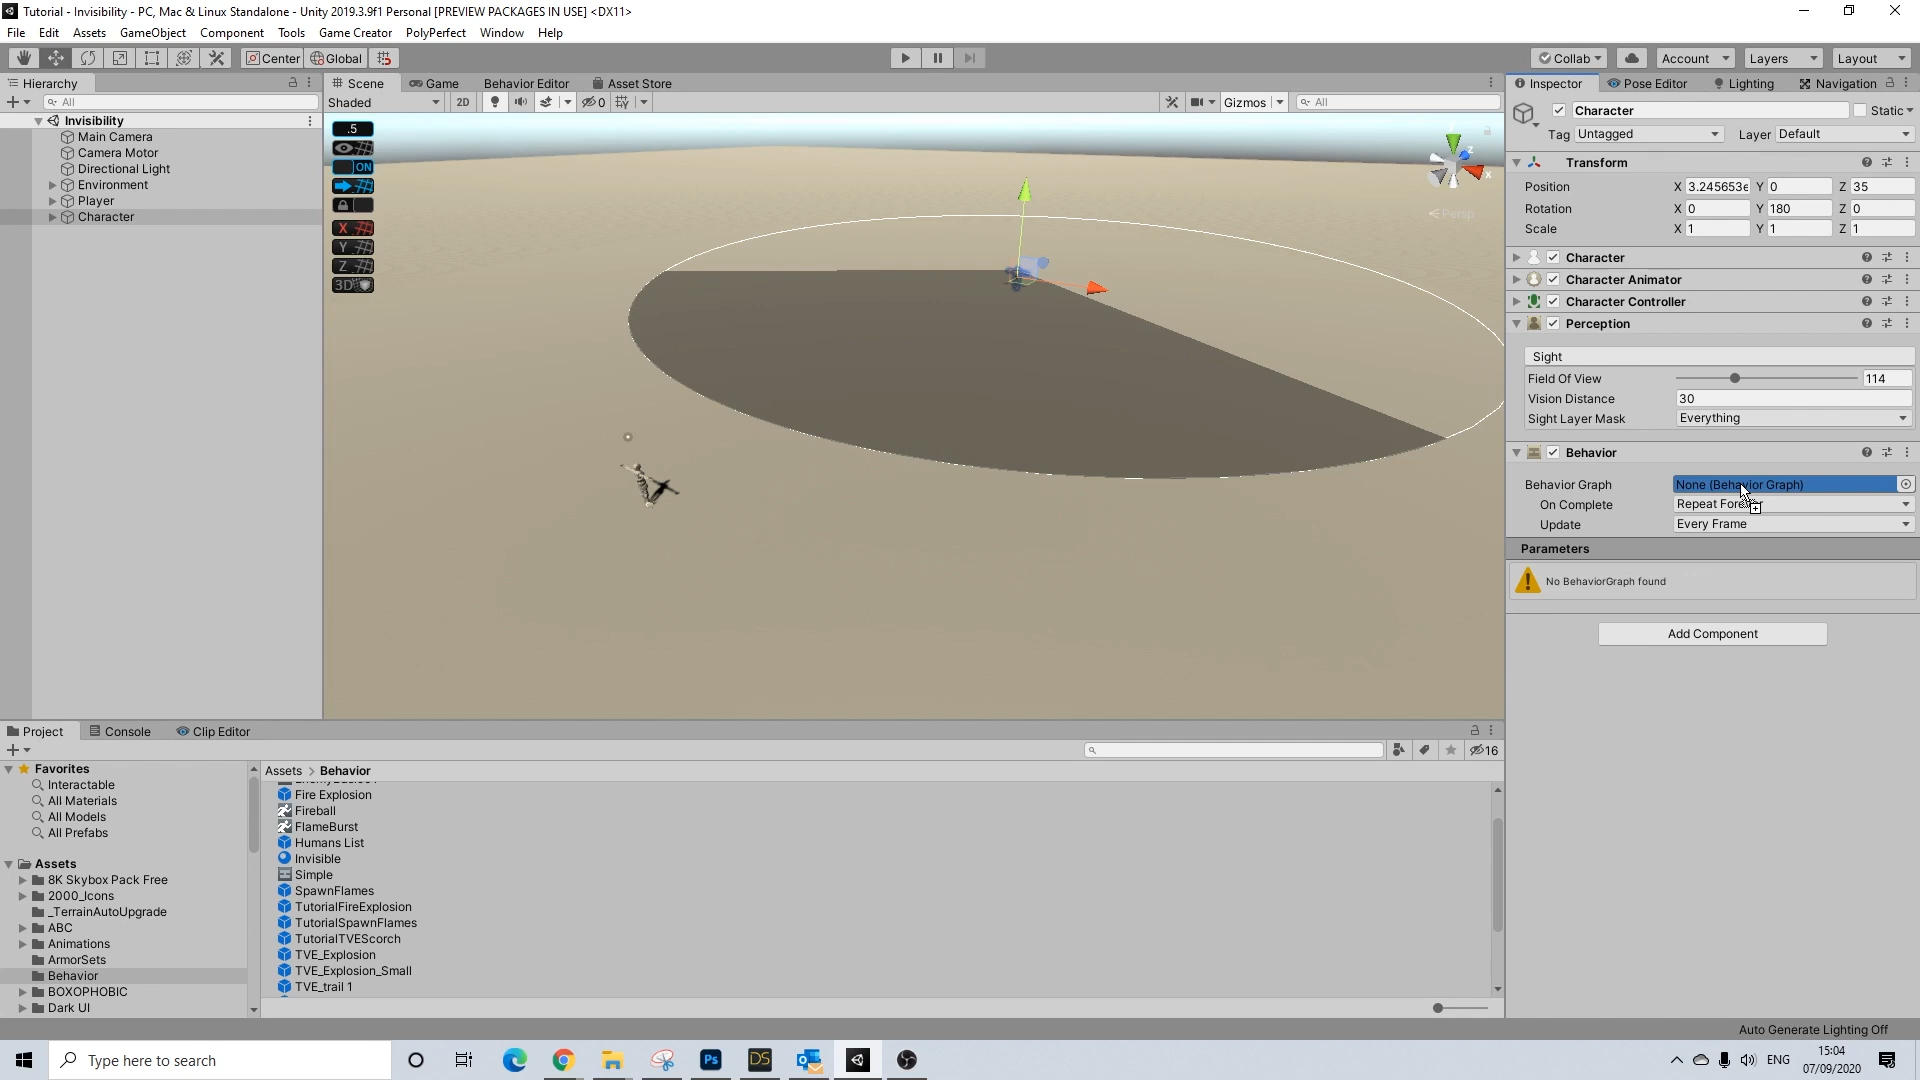 Tutorial - Invisibility - PC, Mac & Linux Standalone - Unity 2019.3.9f1 Personal [PREVIEW PACKAGES IN USE] <DX11>
File Edit Assets GameObject Component Tools Game Creator PolyPerfect Window Help
Center Global Collab Account Layers Layout
Hierarchy
All
Invisibility
Main Camera
Camera Motor
Directional Light
Environment
Player
Character
Scene Game Behavior Editor Asset Store
Shaded 2D 0 Gizmos All
.5
ON
X
Y
Z
3D
z
x
Persp
Inspector Pose Editor Lighting Navigation
Character Static
Tag Untagged Layer Default
Transform
Position X 3.245653e Y 0 Z 35
Rotation X 0 Y 180 Z 0
Scale X 1 Y 1 Z 1
Character
Character Animator
Character Controller
Perception
Sight
Field Of View 114
Vision Distance 30
Sight Layer Mask Everything
Behavior
Behavior Graph None (Behavior Graph)
On Complete Repeat
Update Every Frame
Parameters
No BehaviorGraph found
Add Component
Project Console Clip Editor
16
Favorites
Interactable
All Materials
All Models
All Prefabs
Assets
8K Skybox Pack Free
2000_Icons
_TerrainAutoUpgrade
ABC
Animations
ArmorSets
Behavior
BOXOPHOBIC
Dark UI
Assets > Behavior
Fire Explosion
Fireball
FlameBurst
Humans List
Invisible
Simple
SpawnFlames
TutorialFireExplosion
TutorialSpawnFlames
TutorialTVEScorch
TVE_Explosion
TVE_Explosion_Small
TVE_trail 1
Auto Generate Lighting Off
Type here to search
Ps
DS
ENG
15:04
07/09/2020